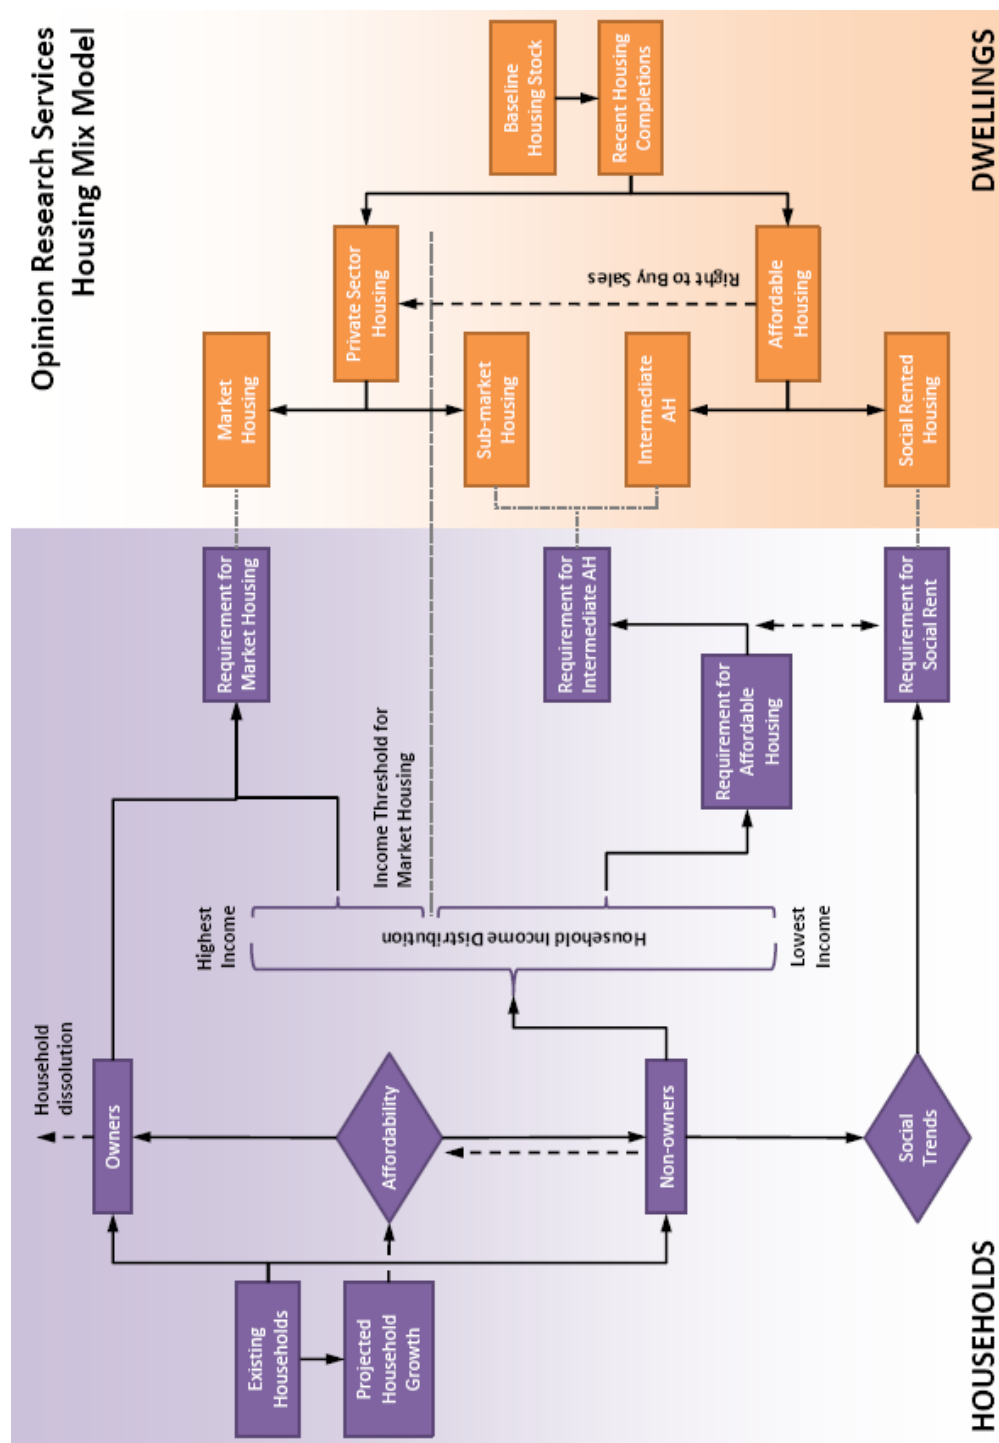 Opinion Research Services
Housing Mix Model
Existing
Households
Projected
Household
Growth
Household
dissolution
Owners
Affordability
Non-owners
Social
Trends
Highest
Income
Household Income Distribution
Lowest
Income
Income Threshold for
Market Housing
Requirement for
Market Housing
Requirement for
Intermediate AH
Requirement for
Affordable
Housing
Requirement for
Social Rent
Market
Housing
Sub-market
Housing
Intermediate
AH
Social Rented
Housing
Private Sector
Housing
Right to Buy Sales
Affordable
Housing
Baseline
Housing Stock
Recent Housing
Completions
HOUSEHOLDS
DWELLINGS